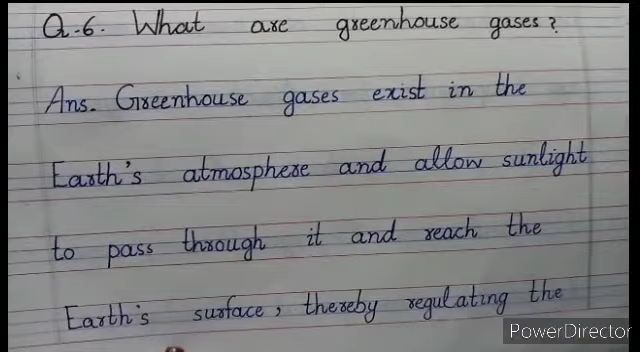 Q.6. What are greenhouse gases?
Ans. Greenhouse gases exist in the
Earth's atmosphere and allow sunlight
to pass through it and reach the
Earth's surface, thereby regulating the
PowerDirector